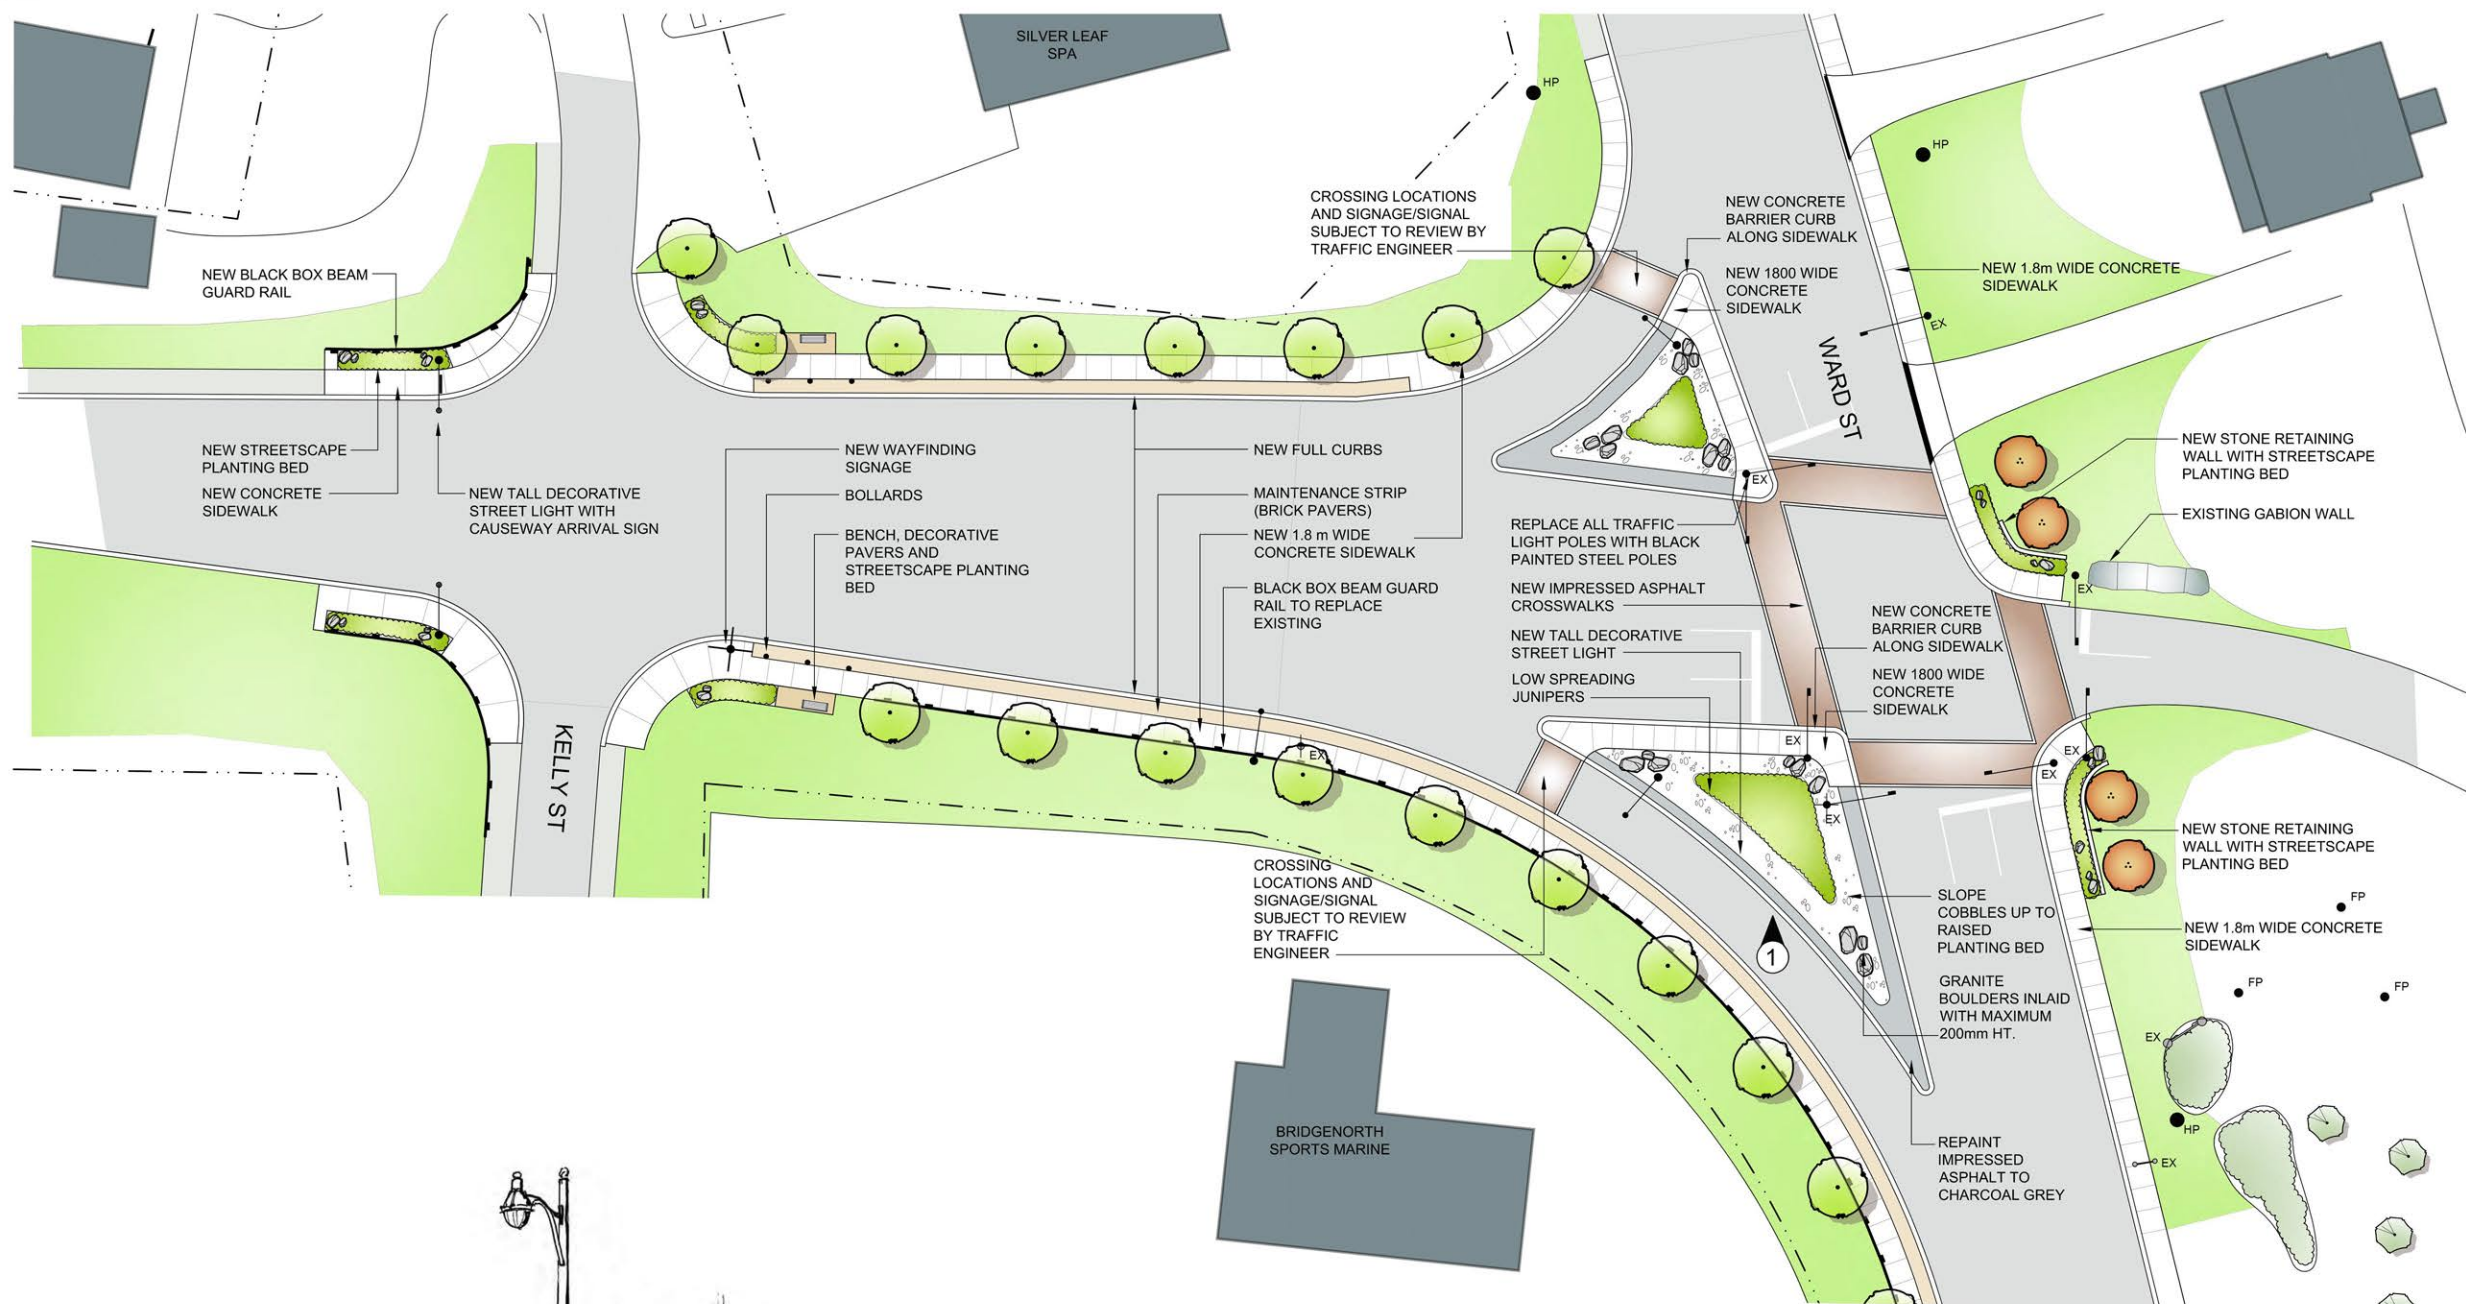 SILVER LEAF
SPA
HP
HP
CROSSING LOCATIONS
AND SIGNAGE/SIGNAL
SUBJECT TO REVIEW BY
TRAFFIC ENGINEER
NEW CONCRETE
BARRIER CURB
ALONG SIDEWALK
NEW 1800 WIDE
CONCRETE
SIDEWALK
NEW 1.8m WIDE CONCRETE
SIDEWALK
EX
WARD ST
NEW BLACK BOX BEAM
GUARD RAIL
NEW STREETSCAPE
PLANTING BED
NEW CONCRETE
SIDEWALK
NEW TALL DECORATIVE
STREET LIGHT WITH
CAUSEWAY ARRIVAL SIGN
NEW WAYFINDING
SIGNAGE
BOLLARDS
BENCH, DECORATIVE
PAVERS AND
STREETSCAPE PLANTING
BED
NEW FULL CURBS
MAINTENANCE STRIP
(BRICK PAVERS)
NEW 1.8 m WIDE
CONCRETE SIDEWALK
BLACK BOX BEAM GUARD
RAIL TO REPLACE
EXISTING
EX
REPLACE ALL TRAFFIC
LIGHT POLES WITH BLACK
PAINTED STEEL POLES
NEW IMPRESSED ASPHALT
CROSSWALKS
NEW TALL DECORATIVE
STREET LIGHT
LOW SPREADING
JUNIPERS
NEW CONCRETE
BARRIER CURB
ALONG SIDEWALK
NEW 1800 WIDE
CONCRETE
SIDEWALK
NEW STONE RETAINING
WALL WITH STREETSCAPE
PLANTING BED
EXISTING GABION WALL
EX
KELLY ST
EX
EX
EX
EX
EX
NEW STONE RETAINING
WALL WITH STREETSCAPE
PLANTING BED
CROSSING
LOCATIONS AND
SIGNAGE/SIGNAL
SUBJECT TO REVIEW
BY TRAFFIC
ENGINEER
1
SLOPE
COBBLES UP TO
RAISED
PLANTING BED
GRANITE
BOULDERS INLAID
WITH MAXIMUM
200mm HT.
FP
NEW 1.8m WIDE CONCRETE
SIDEWALK
FP
FP
EX
HP
EX
BRIDGENORTH
SPORTS MARINE
REPAINT
IMPRESSED
ASPHALT TO
CHARCOAL GREY